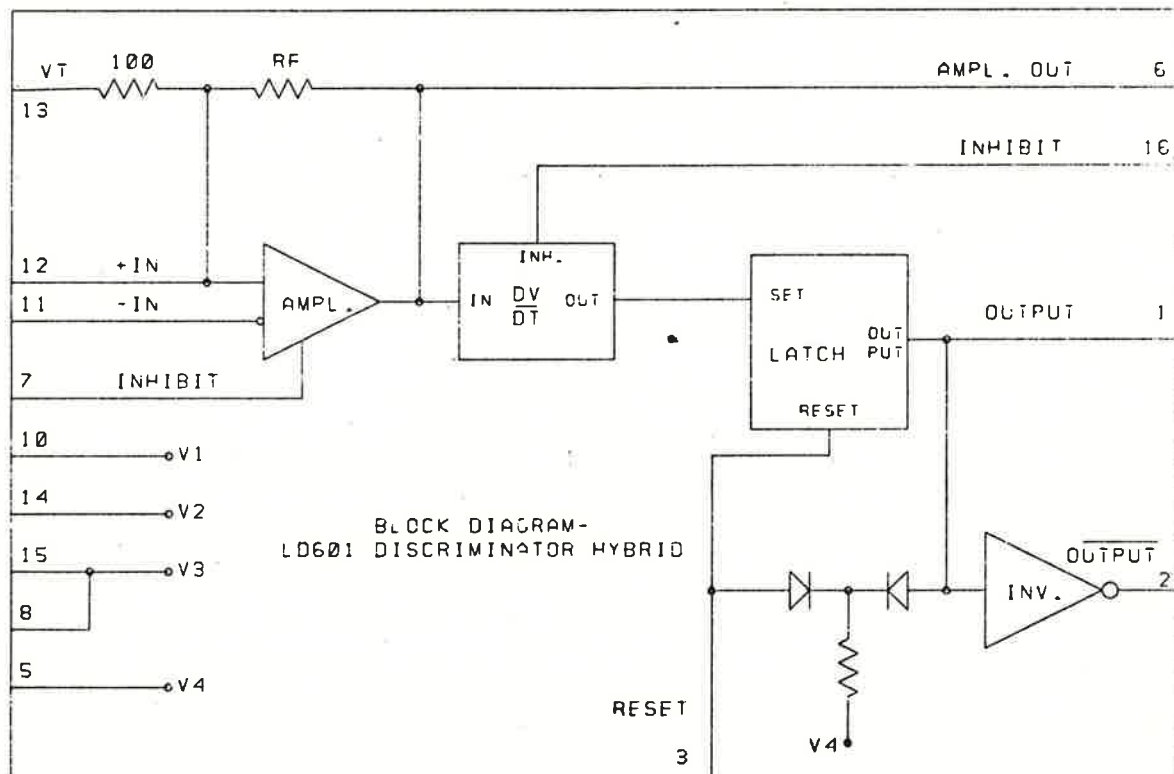 VT 100 RF AMPL. OUT 6
13
INHIBIT 16
12 +IN
11 -IN
AMPL.
7 INHIBIT
INH.
IN DV OUT
DT
SET
LATCH
OUT
PUT
RESET
OUTPUT 1
10 V1
14 V2
15 V3
8
5 V4
BLOCK DIAGRAM-
LD601 DISCRIMINATOR HYBRID
INV.
OUTPUT
2
RESET
3
V4